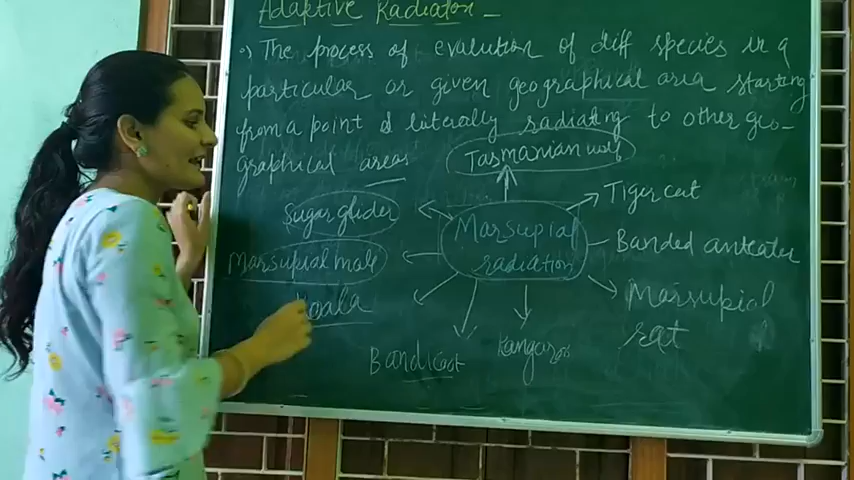 Adaptive Radiaton
The process of evalution of diff species in a
particular or given geographical area starting
from a point & literally radiating to other geo-
graphical areas
Tasmanian wolf
Sugar glider
Tiger cat
Marsupial
radiation
Banded anteater
Marsupial mole
Koala
Marsupial
rat
Bandicoot
Kangaroo